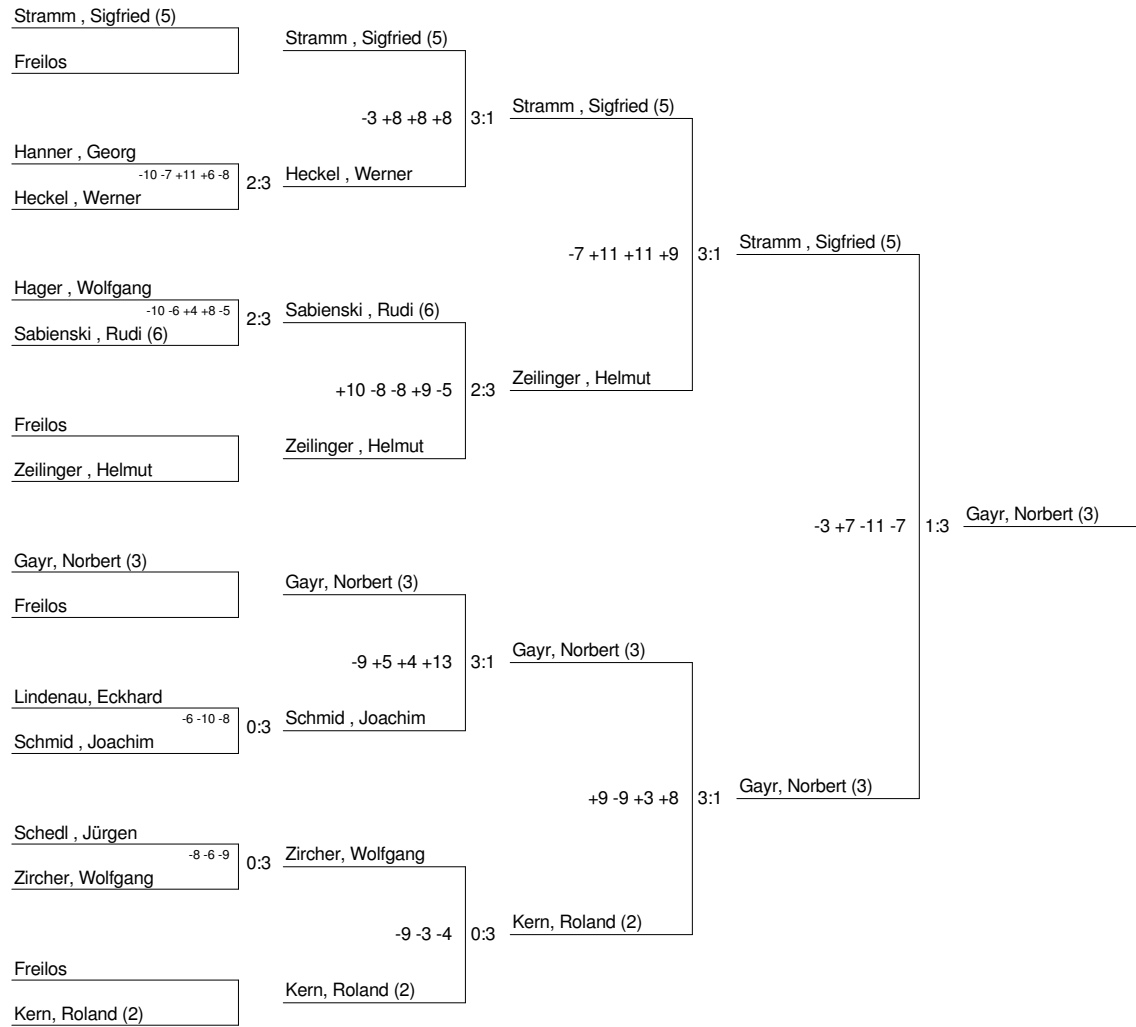 Stramm , Sigfried (5)
Freilos
Stramm , Sigfried (5)
-3 +8 +8 +8 3:1
Stramm , Sigfried (5)
Hanner , Georg
-10 -7 +11 +6 -8 2:3
Heckel , Werner
Heckel , Werner
-7 +11 +11 +9 3:1
Stramm , Sigfried (5)
Hager , Wolfgang
-10 -6 +4 +8 -5 2:3
Sabienski , Rudi (6)
Sabienski , Rudi (6)
+10 -8 -8 +9 -5 2:3
Zeilinger , Helmut
Freilos
Zeilinger , Helmut
Zeilinger , Helmut
-3 +7 -11 -7 1:3
Gayr, Norbert (3)
Gayr, Norbert (3)
Freilos
Gayr, Norbert (3)
-9 +5 +4 +13 3:1
Gayr, Norbert (3)
Lindenau, Eckhard
-6 -10 -8 0:3
Schmid , Joachim
Schmid , Joachim
+9 -9 +3 +8 3:1
Gayr, Norbert (3)
Schedl , Jürgen
-8 -6 -9 0:3
Zircher, Wolfgang
Zircher, Wolfgang
-9 -3 -4 0:3
Kern, Roland (2)
Freilos
Kern, Roland (2)
Kern, Roland (2)